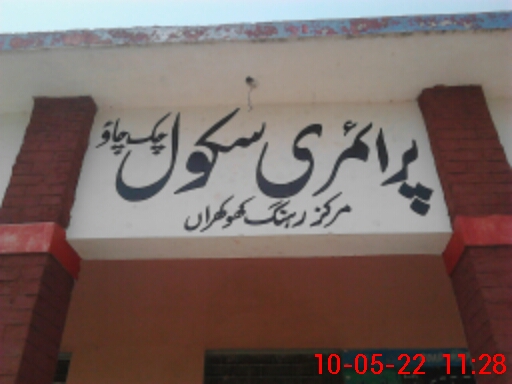 پرائمری سکول چک چاؤ
مرکز رہنگ کھوکھراں
10-05-22 11:28